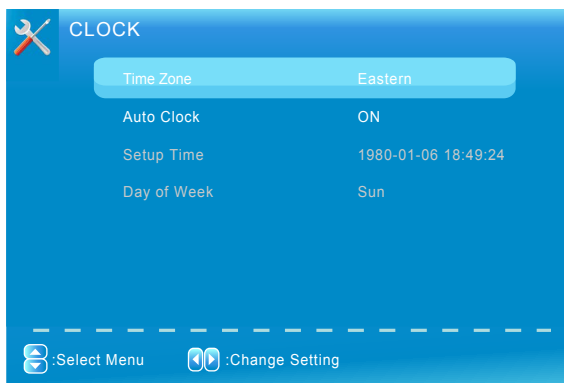 CLOCK
Time Zone Eastern
Auto Clock ON
Setup Time 1980-01-06 18:49:24
Day of Week Sun
:Select Menu :Change Setting